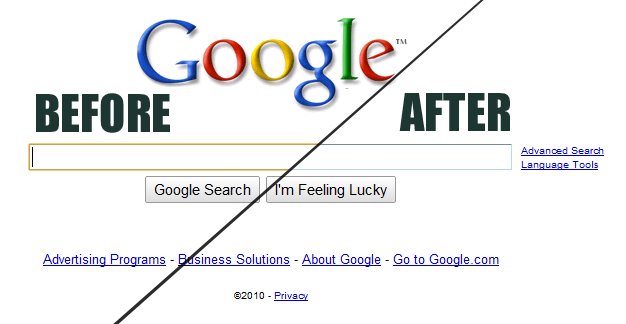 Google™
BEFORE
AFTER
Advanced Search
Language Tools
Google Search I'm Feeling Lucky
Advertising Programs - Business Solutions - About Google - Go to Google.com
©2010 - Privacy